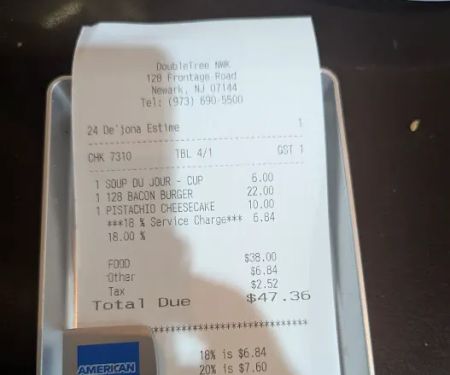 DoubleTree NWK
128 Frontage Road
Newark, NJ 07144
Tel: (973) 690-5500
24 De'jona Estime 1
CHK 7310 TBL 4/1 GST 1
1 SOUP DU JOUR - CUP 6.00
1 128 BACON BURGER 22.00
1 PISTACHIO CHEESECAKE 10.00
***18 % Service Charge*** 6.84
18.00 %
FOOD $38.00
Other $6.84
Tax $2.52
Total Due $47.36
18% is $6.84
20% is $7.60
AMERICAN